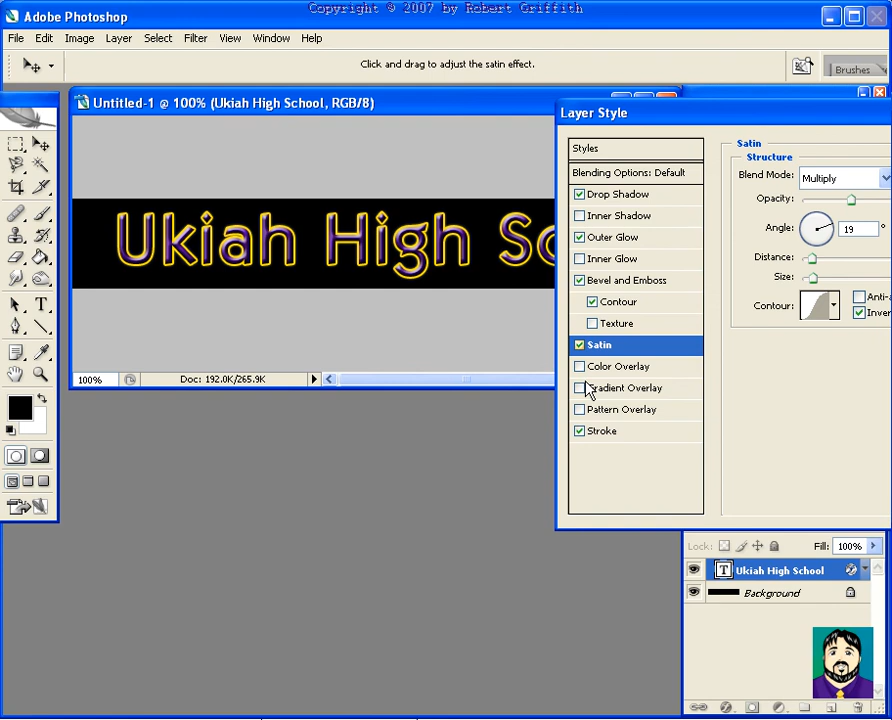 Copyright © 2007 by Robert Griffith
Adobe Photoshop
File Edit Image Layer Select Filter View Window Help
Click and drag to adjust the satin effect.
Brushes
Untitled-1 @ 100% (Ukiah High School, RGB/8)
Ukiah High Sc
100%
Doc: 192.0K/265.9K
Layer Style
Styles
Blending Options: Default
Drop Shadow
Inner Shadow
Outer Glow
Inner Glow
Bevel and Emboss
Contour
Texture
Satin
Color Overlay
Gradient Overlay
Pattern Overlay
Stroke
Satin
Structure
Blend Mode: Multiply
Opacity:
Angle: 19 °
Distance:
Size:
Contour:
Anti-a
Inver
Lock: Fill: 100%
T Ukiah High School
Background